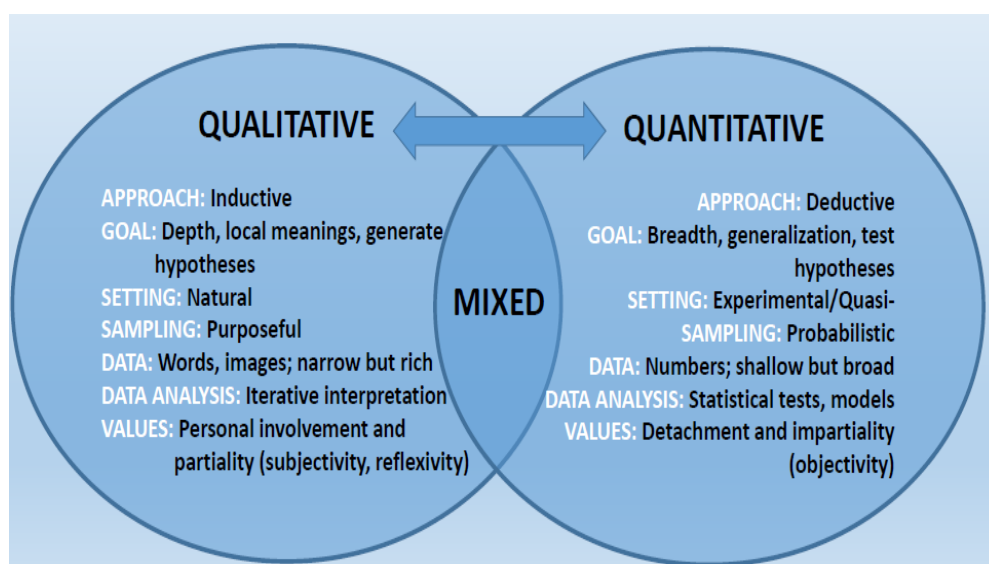 QUALITATIVE
APPROACH: Inductive
GOAL: Depth, local meanings, generate
hypotheses
SETTING: Natural
SAMPLING: Purposeful
DATA: Words, images; narrow but rich
DATA ANALYSIS: Iterative interpretation
VALUES: Personal involvement and
partiality (subjectivity, reflexivity)
MIXED
QUANTITATIVE
APPROACH: Deductive
GOAL: Breadth, generalization, test
hypotheses
SETTING: Experimental/Quasi-
SAMPLING: Probabilistic
DATA: Numbers; shallow but broad
DATA ANALYSIS: Statistical tests, models
VALUES: Detachment and impartiality
(objectivity)